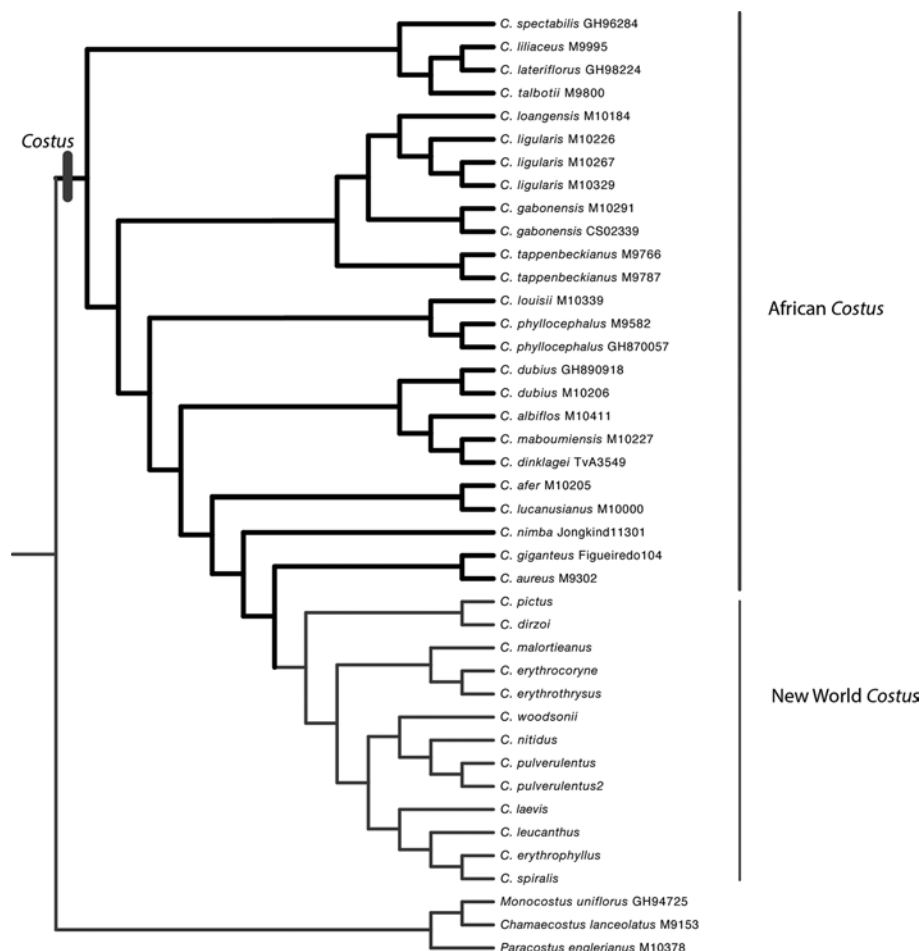 C. spectabilis GH96284
C. liliaceus M9995
C. lateriflorus GH98224
C. talbotii M9800
C. loangensis M10184
Costus
C. ligularis M10226
C. ligularis M10267
C. ligularis M10329
C. gabonensis M10291
C. gabonensis CS02339
C. tappenbeckianus M9766
C. tappenbeckianus M9787
C. louisii M10339
African Costus
C. phyllocephalus M9582
C. phyllocephalus GH870057
C. dubius GH890918
C. dubius M10206
C. albiflos M10411
C. maboumiensis M10227
C. dinklagei TvA3549
C. afer M10205
C. lucanusianus M10000
C. nimba Jongkind11301
C. giganteus Figueiredo104
C. aureus M9302
C. pictus
C. dirzoi
C. malortieanus
C. erythrocoryne
C. erythrothrysus
New World Costus
C. woodsonii
C. nitidus
C. pulverulentus
C. pulverulentus2
C. laevis
C. leucanthus
C. erythrophyllus
C. spiralis
Monocostus uniflorus GH94725
Chamaecostus lanceolatus M9153
Paracostus englerianus M10378